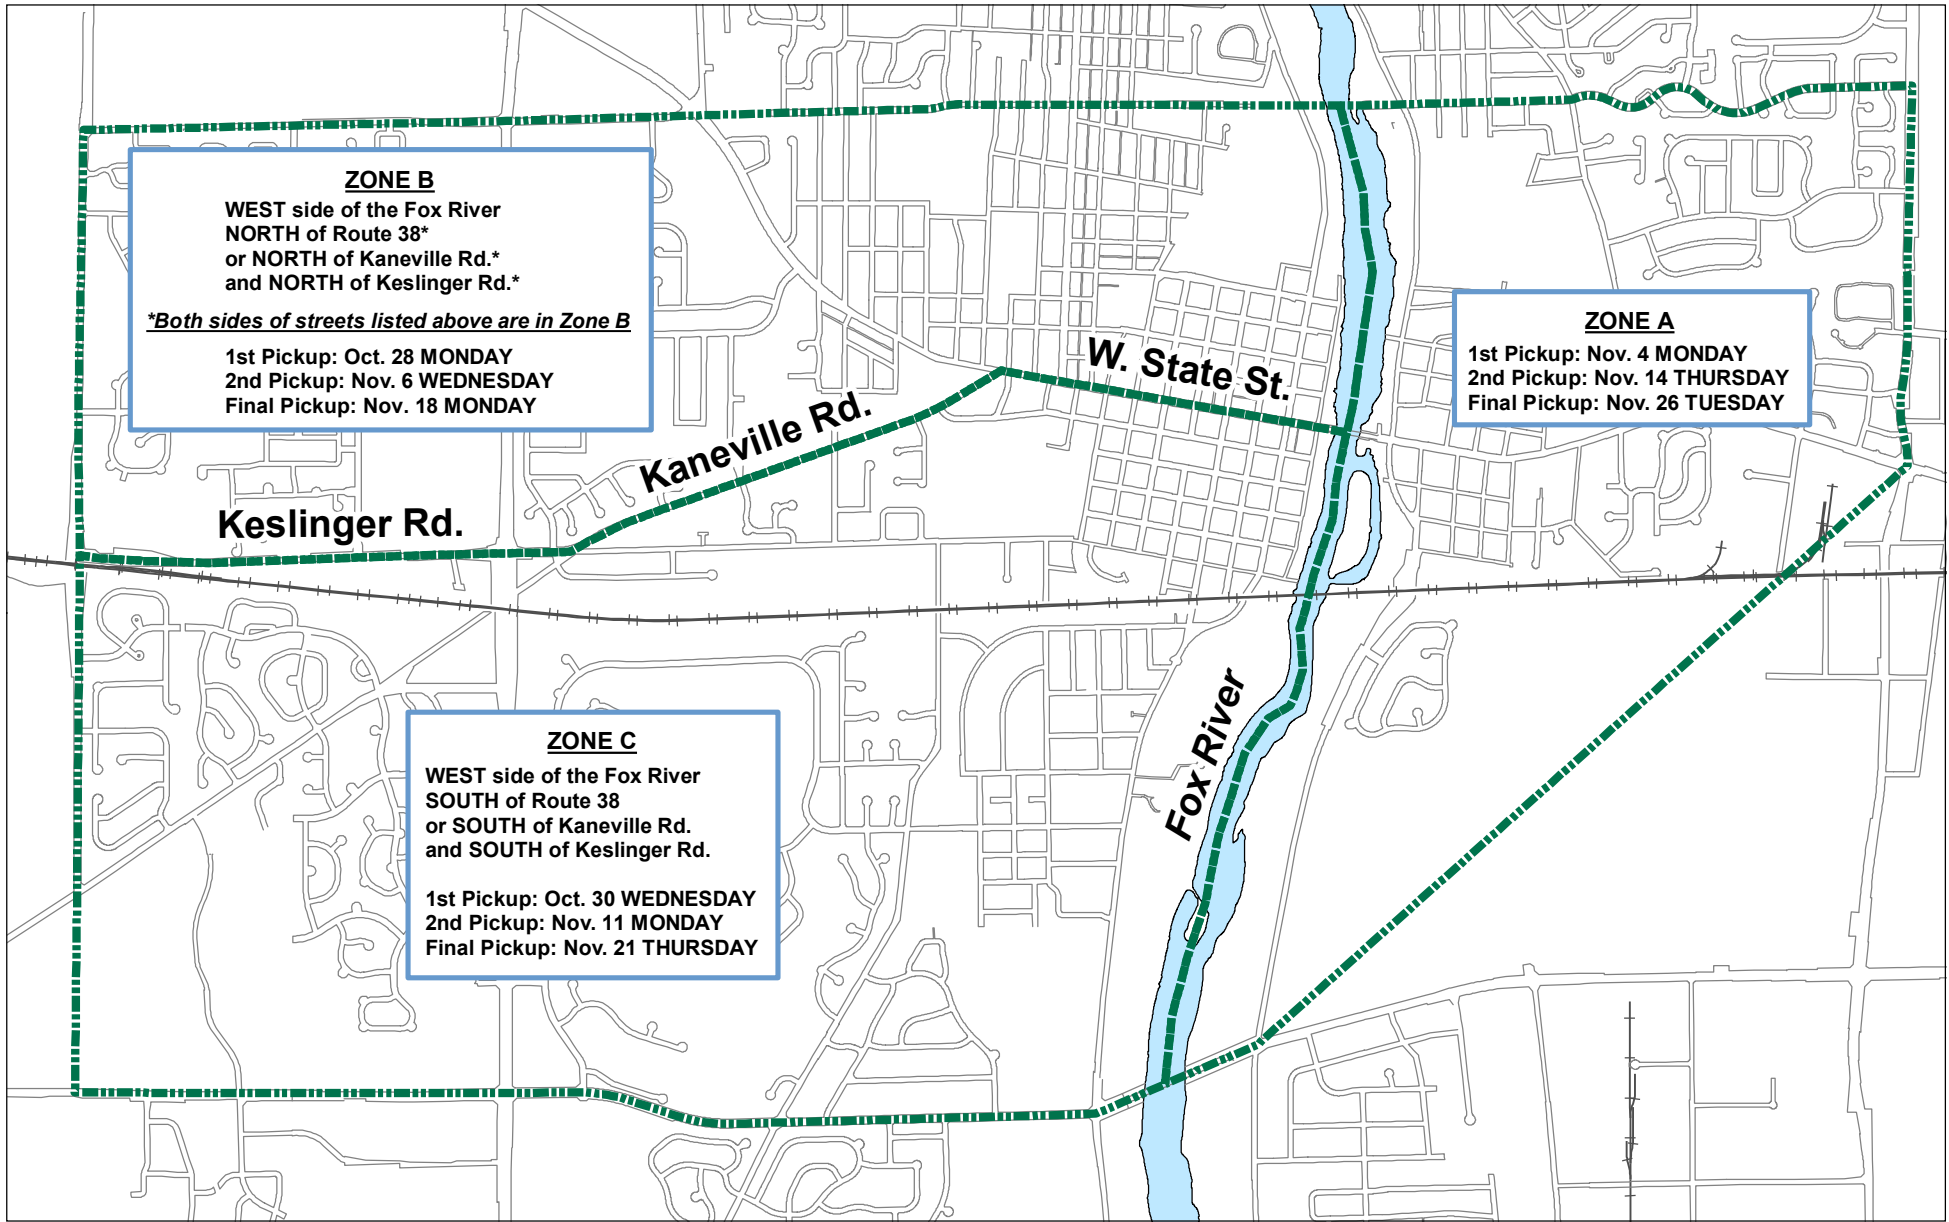 ZONE B
WEST side of the Fox River
NORTH of Route 38*
or NORTH of Kaneville Rd.*
and NORTH of Keslinger Rd.*
*Both sides of streets listed above are in Zone B
1st Pickup: Oct. 28 MONDAY
2nd Pickup: Nov. 6 WEDNESDAY
Final Pickup: Nov. 18 MONDAY
ZONE A
1st Pickup: Nov. 4 MONDAY
2nd Pickup: Nov. 14 THURSDAY
Final Pickup: Nov. 26 TUESDAY
W. State St.
Kaneville Rd.
Keslinger Rd.
Fox River
ZONE C
WEST side of the Fox River
SOUTH of Route 38
or SOUTH of Kaneville Rd.
and SOUTH of Keslinger Rd.
1st Pickup: Oct. 30 WEDNESDAY
2nd Pickup: Nov. 11 MONDAY
Final Pickup: Nov. 21 THURSDAY